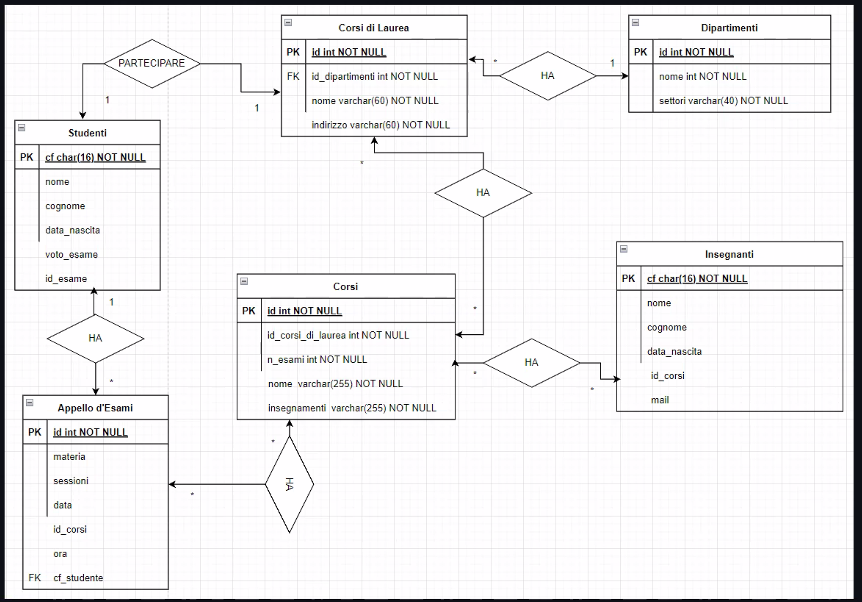 Corsi di Laurea
PK id int NOT NULL
FK id_dipartimenti int NOT NULL
nome varchar(60) NOT NULL
indirizzo varchar(60) NOT NULL
Dipartimenti
PK id int NOT NULL
nome int NOT NULL
settori varchar(40) NOT NULL
PARTECIPARE
1
1
*
HA
1
Studenti
PK cf char(16) NOT NULL
nome
cognome
data_nascita
voto_esame
id_esame
*
HA
*
Insegnanti
PK cf char(16) NOT NULL
nome
cognome
data_nascita
id_corsi
mail
Corsi
PK id int NOT NULL
id_corsi_di_laurea int NOT NULL
n_esami int NOT NULL
nome varchar(255) NOT NULL
insegnamenti varchar(255) NOT NULL
1
HA
*
*
HA
*
Appello d'Esami
PK id int NOT NULL
materia
sessioni
data
id_corsi
ora
FK cf_studente
*
HA
*